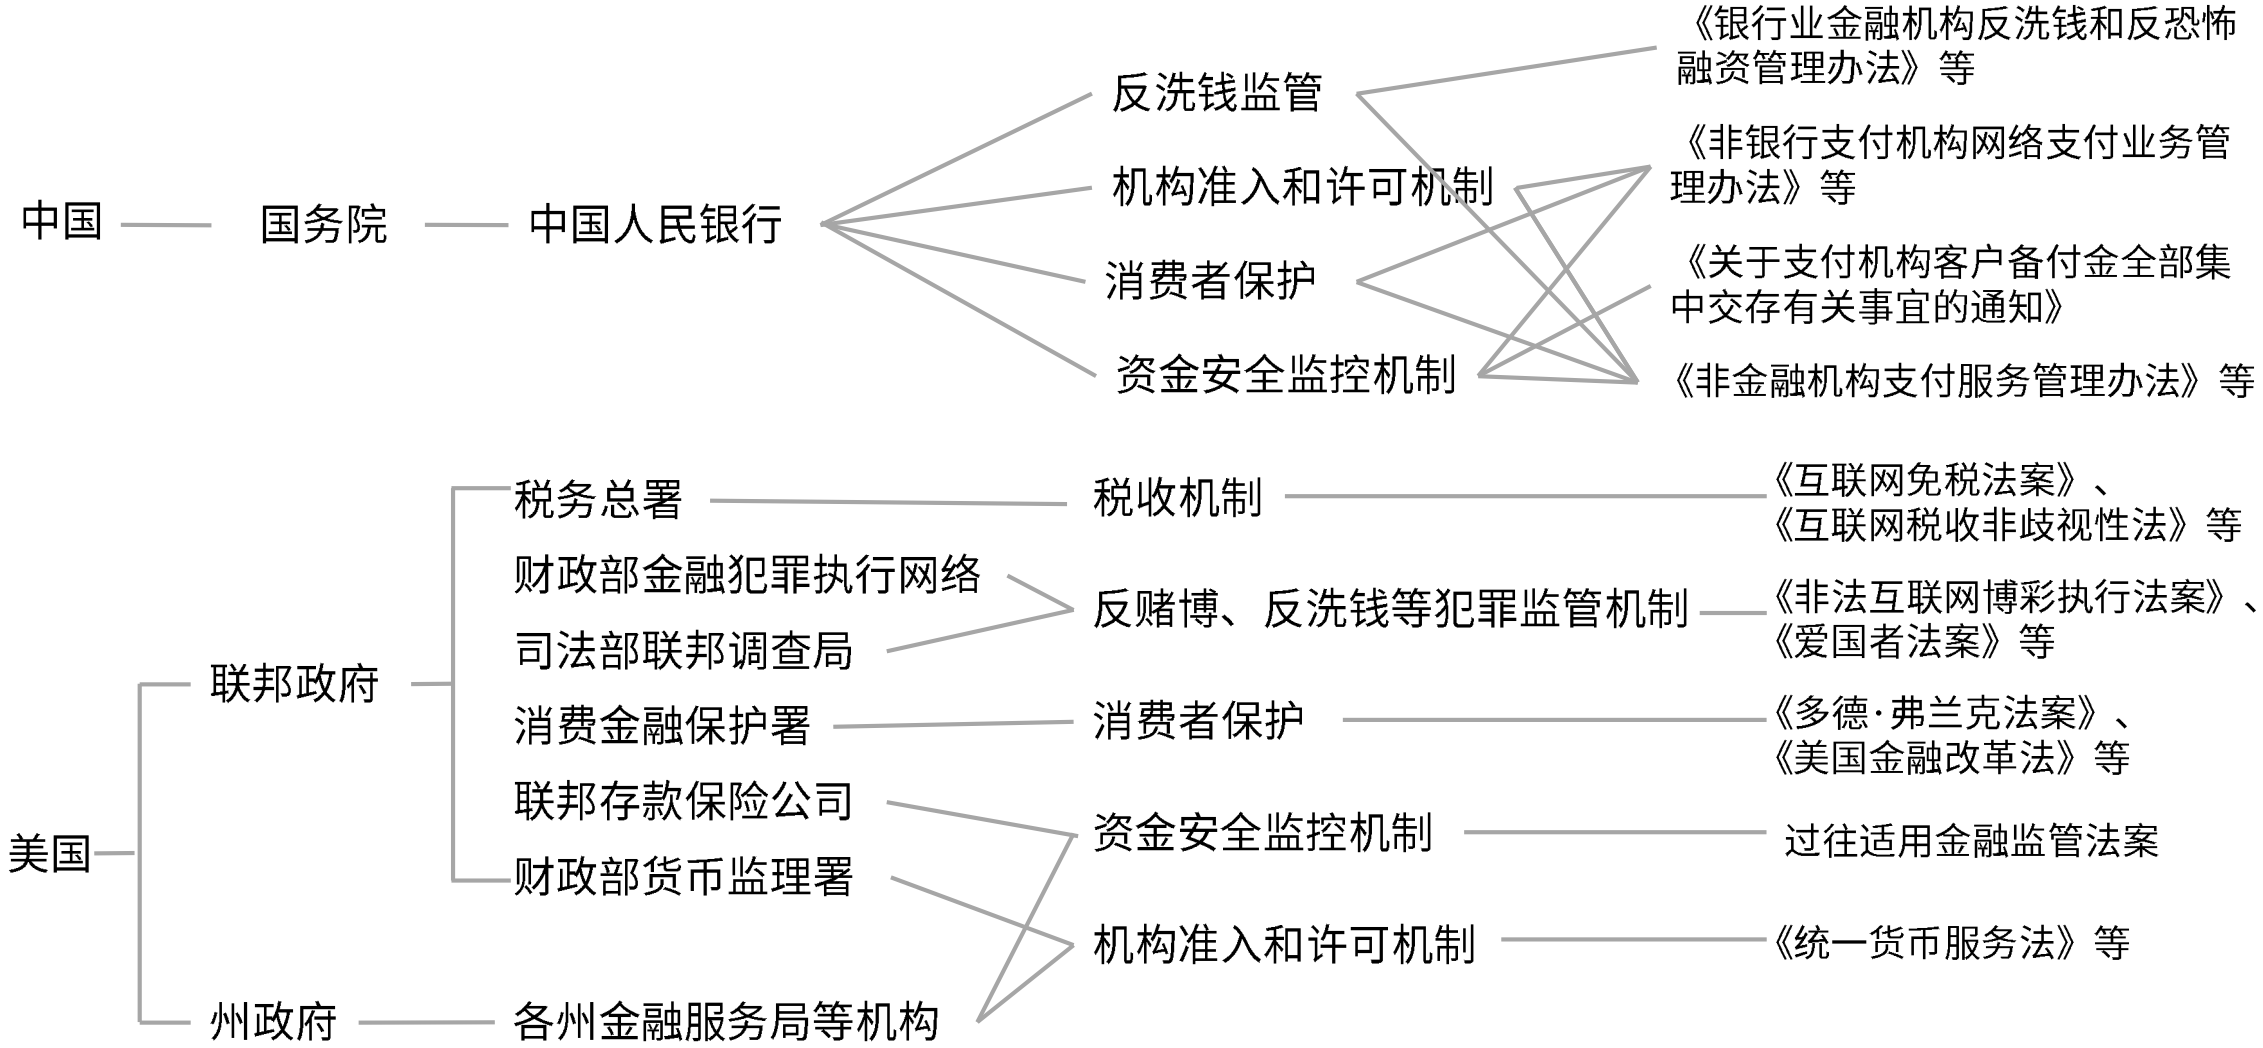 中国
国务院
中国人民银行
反洗钱监管
机构准入和许可机制
消费者保护
资金安全监控机制
《银行业金融机构反洗钱和反恐怖
融资管理办法》等
《非银行支付机构网络支付业务管
理办法》等
《关于支付机构客户备付金全部集
中交存有关事宜的通知》
《非金融机构支付服务管理办法》等
美国
联邦政府
州政府
税务总署
财政部金融犯罪执行网络
司法部联邦调查局
消费金融保护署
联邦存款保险公司
财政部货币监理署
各州金融服务局等机构
税收机制
反赌博、反洗钱等犯罪监管机制
消费者保护
资金安全监控机制
机构准入和许可机制
《互联网免税法案》、
《互联网税收非歧视性法》等
《非法互联网博彩执行法案》、
《爱国者法案》等
《多德·弗兰克法案》、
《美国金融改革法》等
过往适用金融监管法案
《统一货币服务法》等